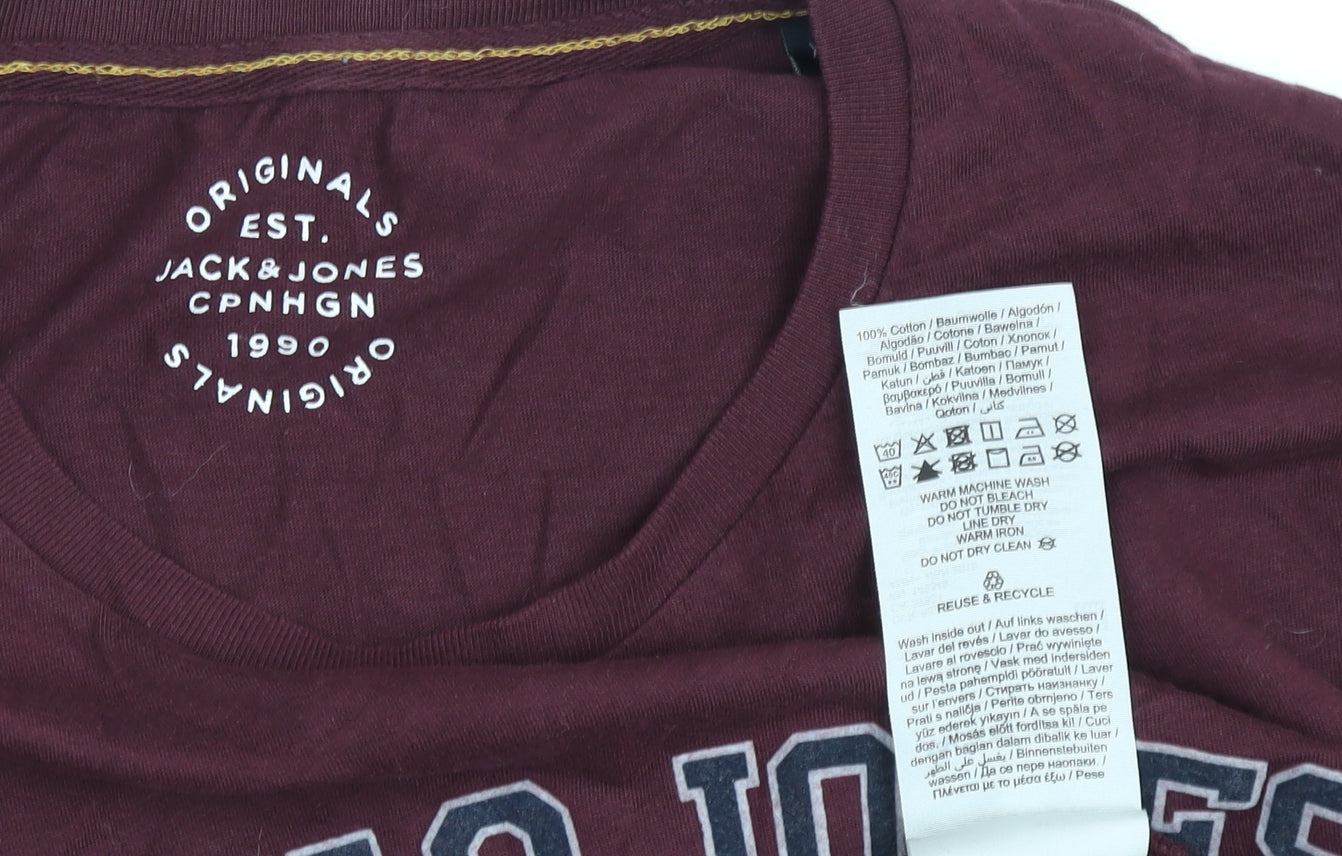 ORIGINALS
EST.
JACK & JONES
CPNHGN
1990
ORIGINALS
100% Cotton / Baumwolle / Algodón /
Algodão / Cotone / Bawełna /
Bomuld / Puuvill / Coton / Хлопок /
Pamuk / Bombaz / Bumbac / Pamut /
Katun / قطن / Katoen / Памук /
βαμβακερό / Puuvilla / Bomull /
Bavlna / Kokvilna / Medvilnės /
Qoton / کتانی
40
40C
WARM MACHINE WASH
DO NOT BLEACH
DO NOT TUMBLE DRY
LINE DRY
WARM IRON
DO NOT DRY CLEAN
REUSE & RECYCLE
Wash inside out / Auf links waschen /
Lavar del revés / Lavar do avesso /
Lavare al rovescio / Prać wywinięte
na lewą stronę / Vask med indersiden
ud / Pesta pahempidi pööratult / Laver
sur l'envers / Стирать наизнанку /
Prati s naličja / Perite obrnjeno / Ters
yüz ederek yıkayın / A se spăla pe
dos. / Mosás előtt fordítsa ki! / Cuci
dengan bagian dalam dibalik ke luar /
يغسل على الظهر / Binnenstebuiten
wassen / Да се пере наопаки. /
Πλένεται με το μέσα έξω / Pese